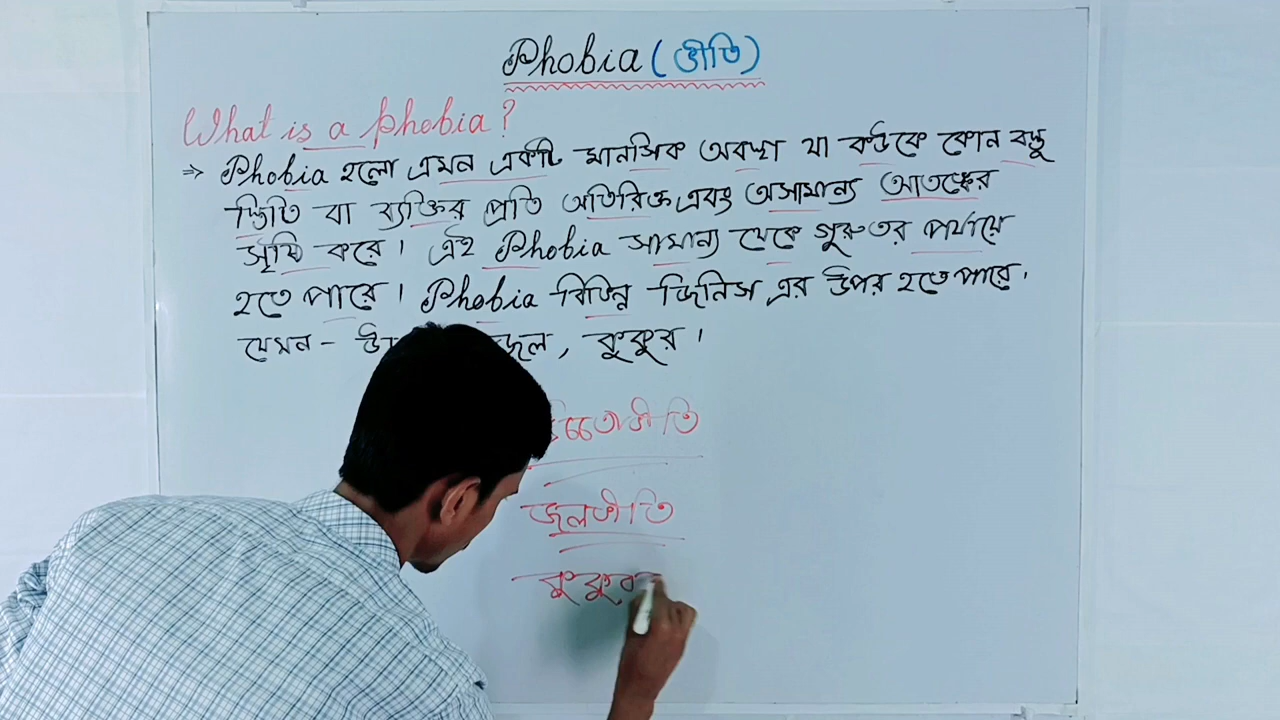 Phobia (ভীতি)
What is a phobia?
⇒ Phobia হলো এমন একটি মানসিক অবস্থা যা কউকে কোন বস্তু
স্থিতি বা ব্যক্তির প্রতি অতিরিক্ত এবং অসামান্য আতঙ্কের
সৃষ্টি করে। এই Phobia সামান্য থেকে গুরুতর পর্যায়ে
হতে পারে। Phobia বিভিন্ন জিনিস এর উপর হতে পারে।
যেমন - জল, কুকুর।
জলভীতি
কুকুর